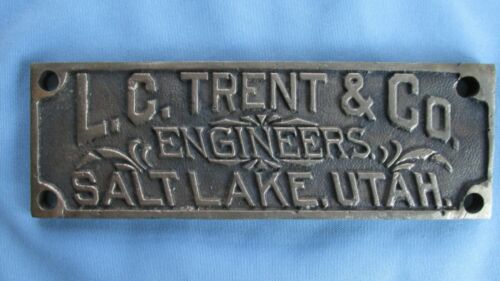 L.C. TRENT & CO.
ENGINEERS.
SALT LAKE, UTAH.